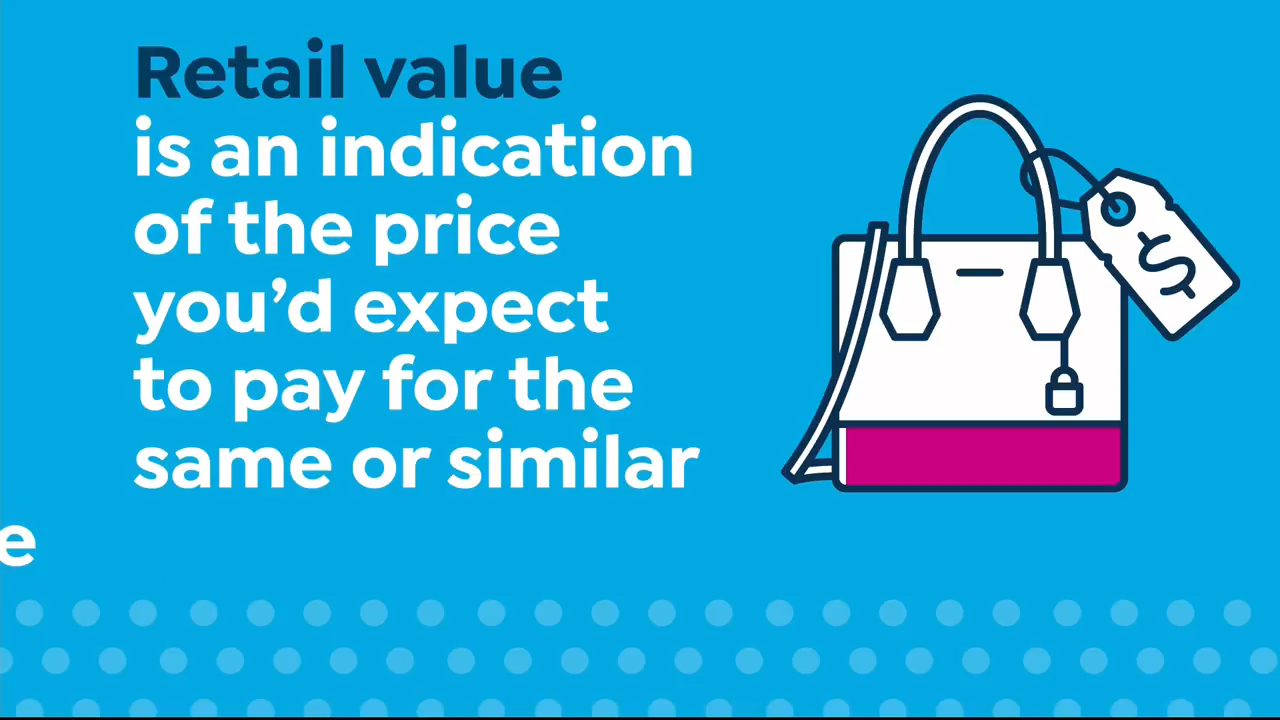 Retail value
is an indication
of the price
you’d expect
to pay for the
same or similar
e
$